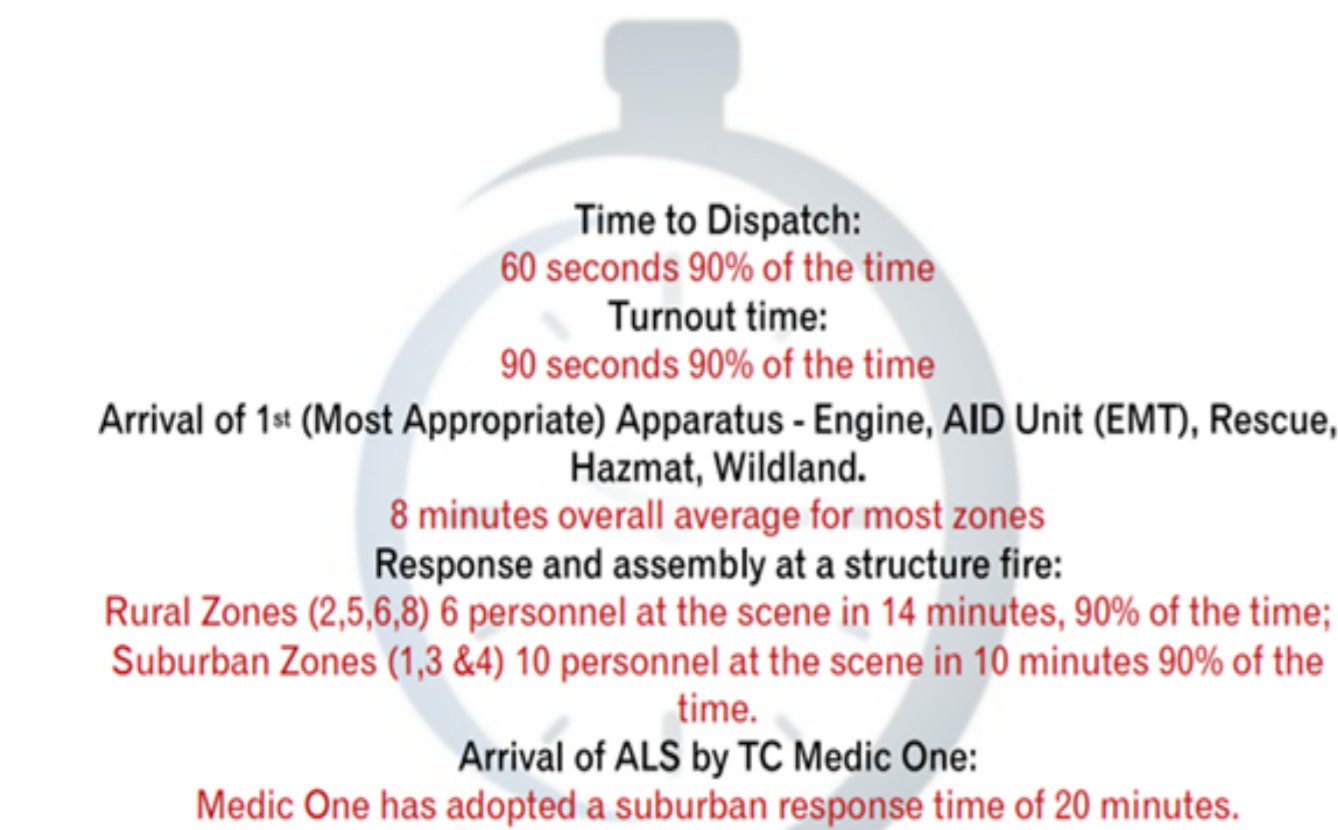 Time to Dispatch:
60 seconds 90% of the time
Turnout time:
90 seconds 90% of the time
Arrival of 1st (Most Appropriate) Apparatus - Engine, AID Unit (EMT), Rescue,
Hazmat, Wildland.
8 minutes overall average for most zones
Response and assembly at a structure fire:
Rural Zones (2,5,6,8) 6 personnel at the scene in 14 minutes, 90% of the time;
Suburban Zones (1,3 &4) 10 personnel at the scene in 10 minutes 90% of the
time.
Arrival of ALS by TC Medic One:
Medic One has adopted a suburban response time of 20 minutes.